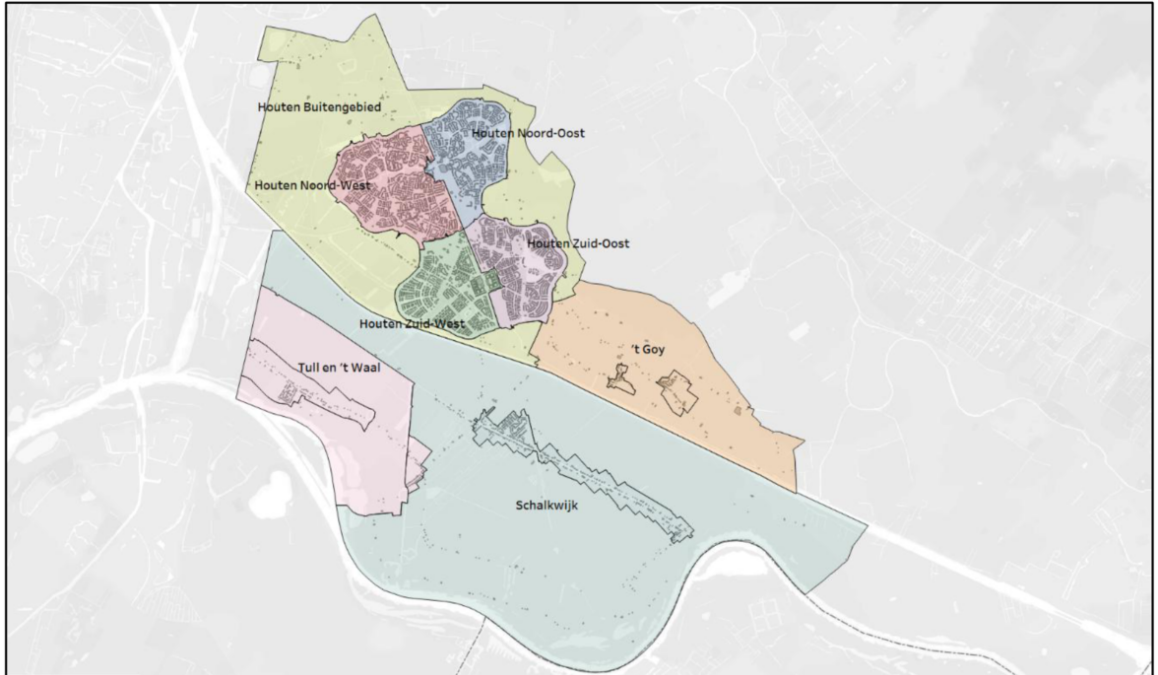 Houten Buitengebied
Houten Noord-Oost
Houten Noord-West
Houten Zuid-Oost
Houten Zuid-West
't Goy
Tull en 't Waal
Schalkwijk